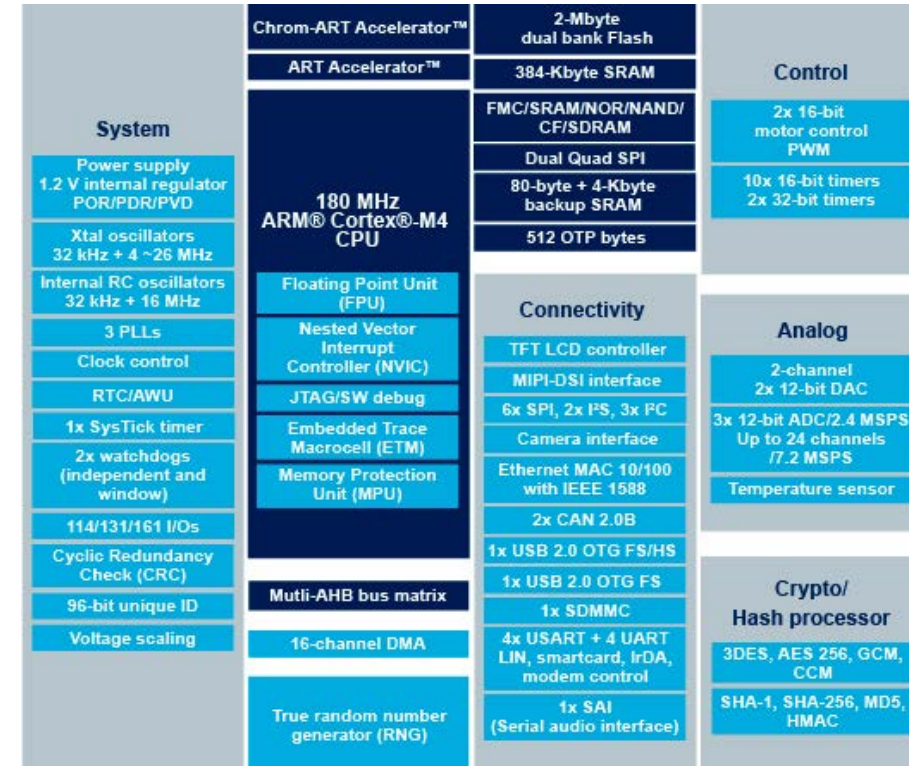 System
Power supply
1.2 V internal regulator
POR/PDR/PVD
Xtal oscillators
32 kHz + 4 ~26 MHz
Internal RC oscillators
32 kHz + 16 MHz
3 PLLs
Clock control
RTC/AWU
1x SysTick timer
2x watchdogs
(independent and
window)
114/131/161 I/Os
Cyclic Redundancy
Check (CRC)
96-bit unique ID
Voltage scaling
Chrom-ART Accelerator™
ART Accelerator™
180 MHz
ARM® Cortex®-M4
CPU
Floating Point Unit
(FPU)
Nested Vector
Interrupt
Controller (NVIC)
JTAG/SW debug
Embedded Trace
Macrocell (ETM)
Memory Protection
Unit (MPU)
Mutli-AHB bus matrix
16-channel DMA
True random number
generator (RNG)
2-Mbyte
dual bank Flash
384-Kbyte SRAM
FMC/SRAM/NOR/NAND/
CF/SDRAM
Dual Quad SPI
80-byte + 4-Kbyte
backup SRAM
512 OTP bytes
Connectivity
TFT LCD controller
MIPI-DSI interface
6x SPI, 2x I²S, 3x I²C
Camera interface
Ethernet MAC 10/100
with IEEE 1588
2x CAN 2.0B
1x USB 2.0 OTG FS/HS
1x USB 2.0 OTG FS
1x SDMMC
4x USART + 4 UART
LIN, smartcard, IrDA,
modem control
1x SAI
(Serial audio interface)
Control
2x 16-bit
motor control
PWM
10x 16-bit timers
2x 32-bit timers
Analog
2-channel
2x 12-bit DAC
3x 12-bit ADC/2.4 MSPS
Up to 24 channels
/7.2 MSPS
Temperature sensor
Crypto/
Hash processor
3DES, AES 256, GCM,
CCM
SHA-1, SHA-256, MD5,
HMAC